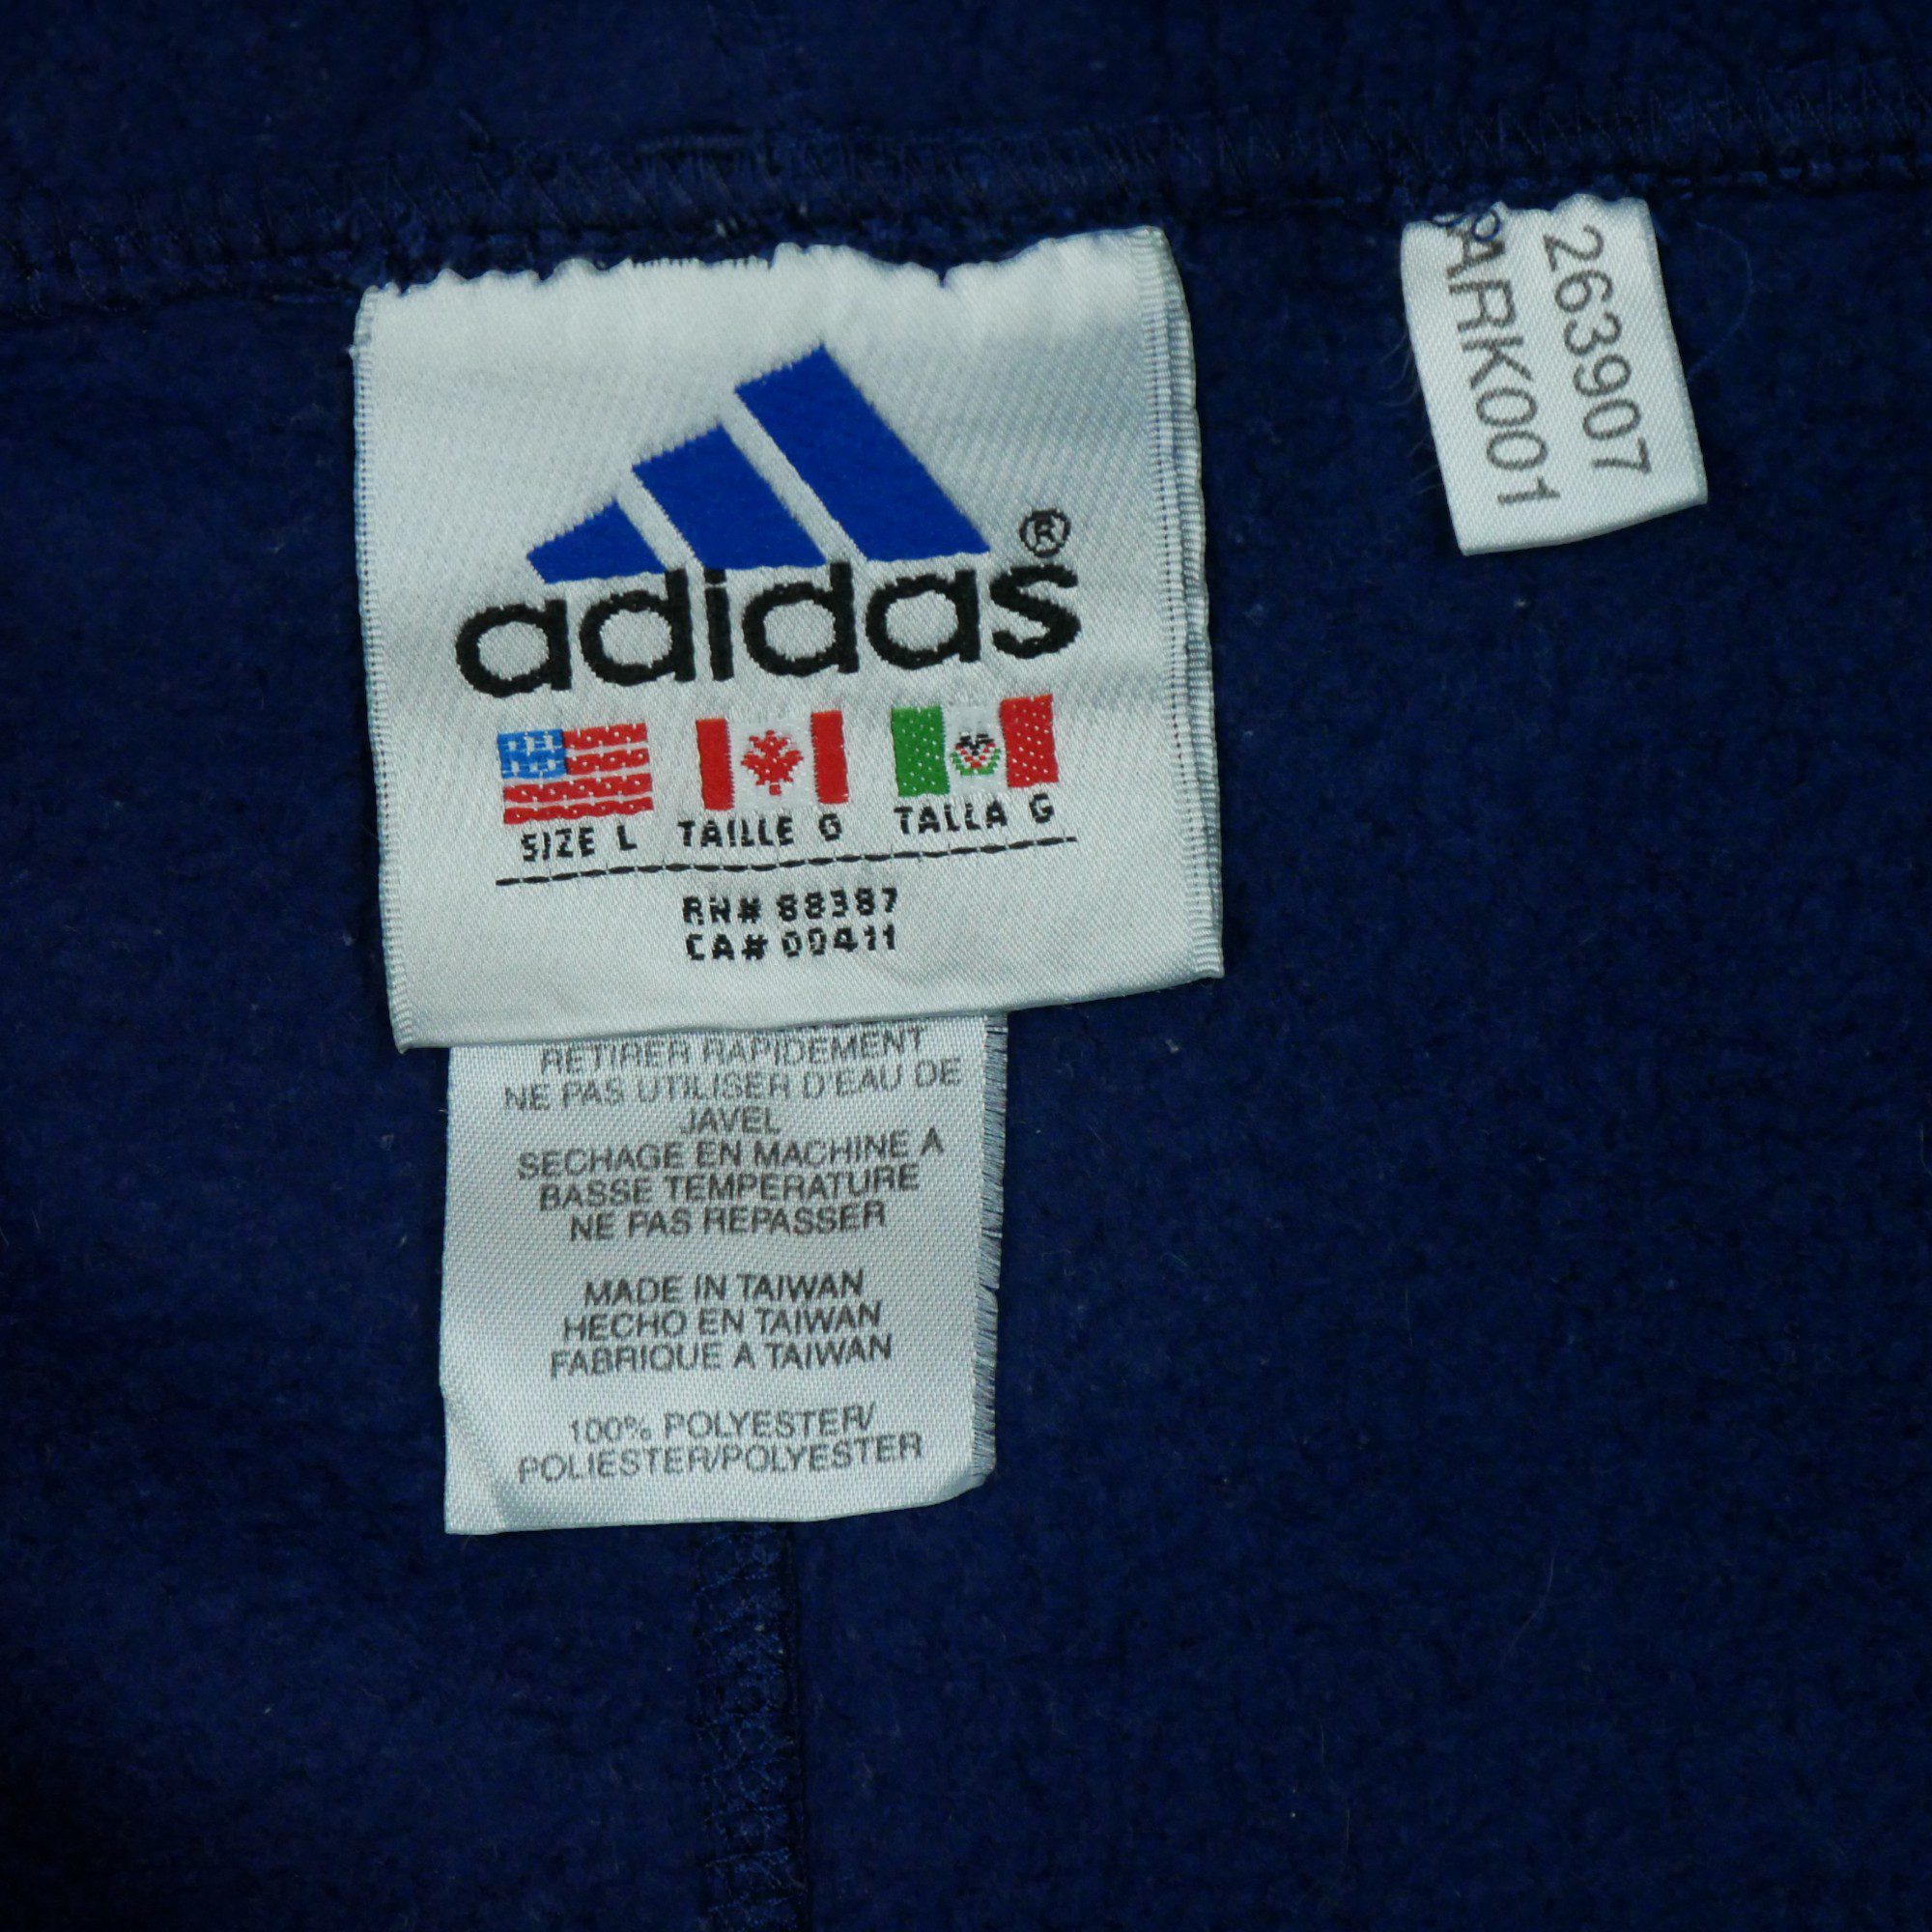 adidas®
SIZE L TAILLE G TALLA G
RN# 88387
CA# 00411
RETIRER RAPIDEMENT
NE PAS UTILISER D'EAU DE
JAVEL
SECHAGE EN MACHINE A
BASSE TEMPERATURE
NE PAS REPASSER
MADE IN TAIWAN
HECHO EN TAIWAN
FABRIQUE A TAIWAN
100% POLYESTER/
POLIESTER/POLYESTER
263907
ARK001